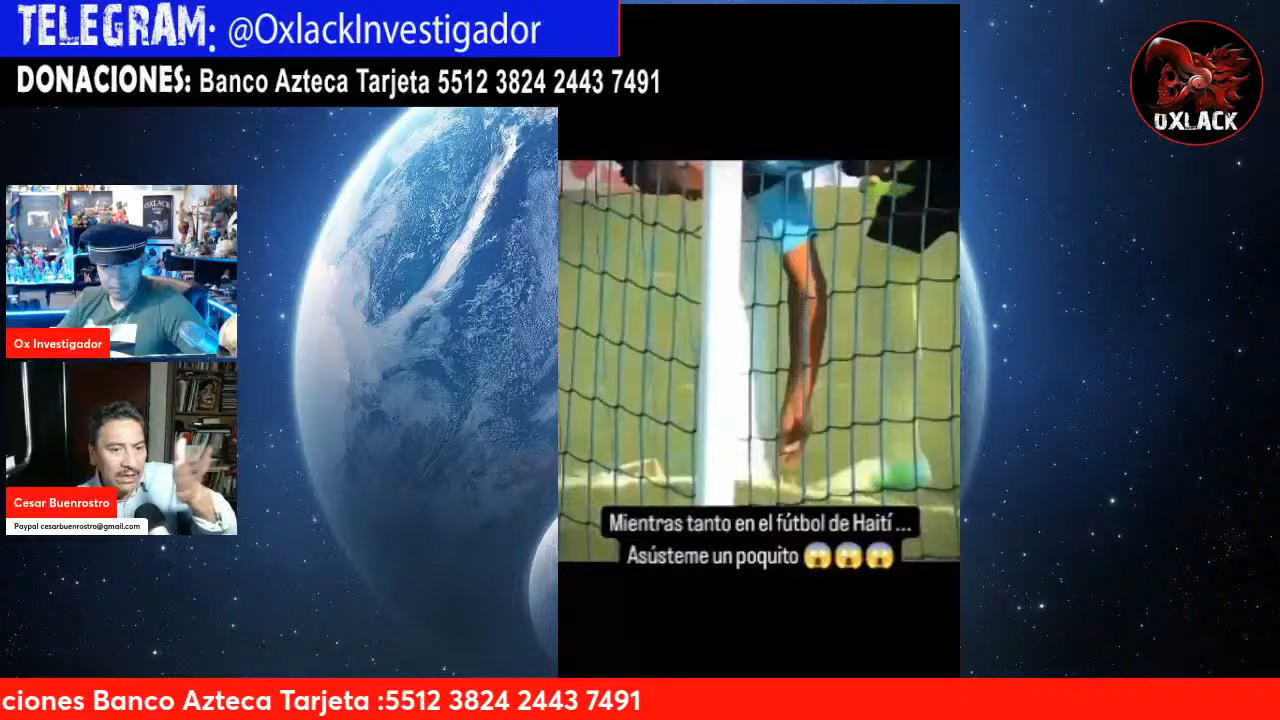 TELEGRAM: @OxlackInvestigador
DONACIONES: Banco Azteca Tarjeta 5512 3824 2443 7491
OXLACK
OXLACK
Ox Investigador
Cesar Buenrostro
Paypal cesarbuenrostro@gmail.com
Mientras tanto en el fútbol de Haití ...
Asústeme un poquito 😱😱😱
ciones Banco Azteca Tarjeta :5512 3824 2443 7491